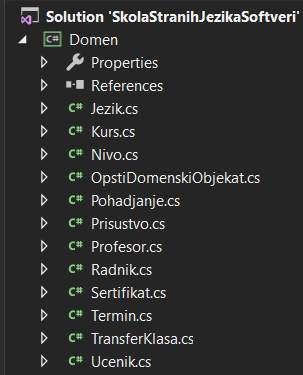 Solution 'SkolaStranihJezikaSoftveri'
C# Domen
Properties
References
C# Jezik.cs
C# Kurs.cs
C# Nivo.cs
C# OpstiDomenskiObjekat.cs
C# Pohadjanje.cs
C# Prisustvo.cs
C# Profesor.cs
C# Radnik.cs
C# Sertifikat.cs
C# Termin.cs
C# TransferKlasa.cs
C# Ucenik.cs